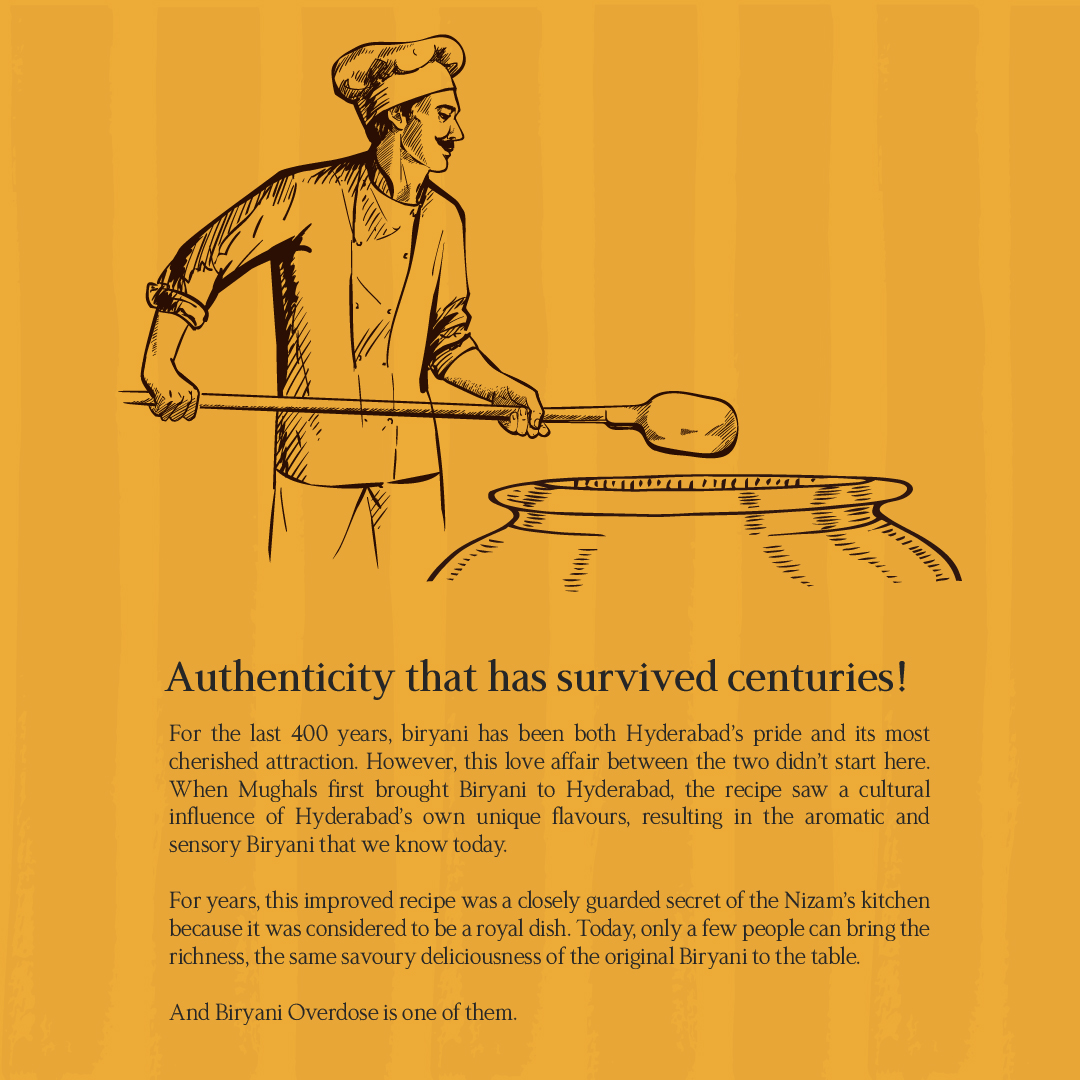 Authenticity that has survived centuries!
For the last 400 years, biryani has been both Hyderabad's pride and its most
cherished attraction. However, this love affair between the two didn't start here.
When Mughals first brought Biryani to Hyderabad, the recipe saw a cultural
influence of Hyderabad's own unique flavours, resulting in the aromatic and
sensory Biryani that we know today.
For years, this improved recipe was a closely guarded secret of the Nizam's kitchen
because it was considered to be a royal dish. Today, only a few people can bring the
richness, the same savoury deliciousness of the original Biryani to the table.
And Biryani Overdose is one of them.